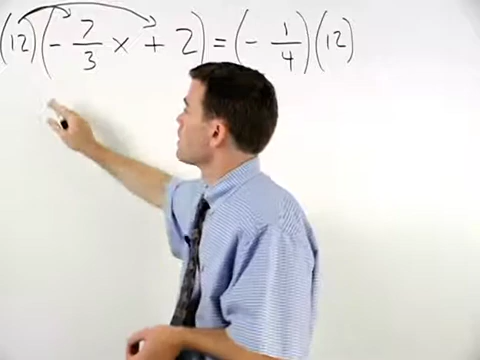 (12)(- 7/3 x + 2) = (- 1/4)(12)